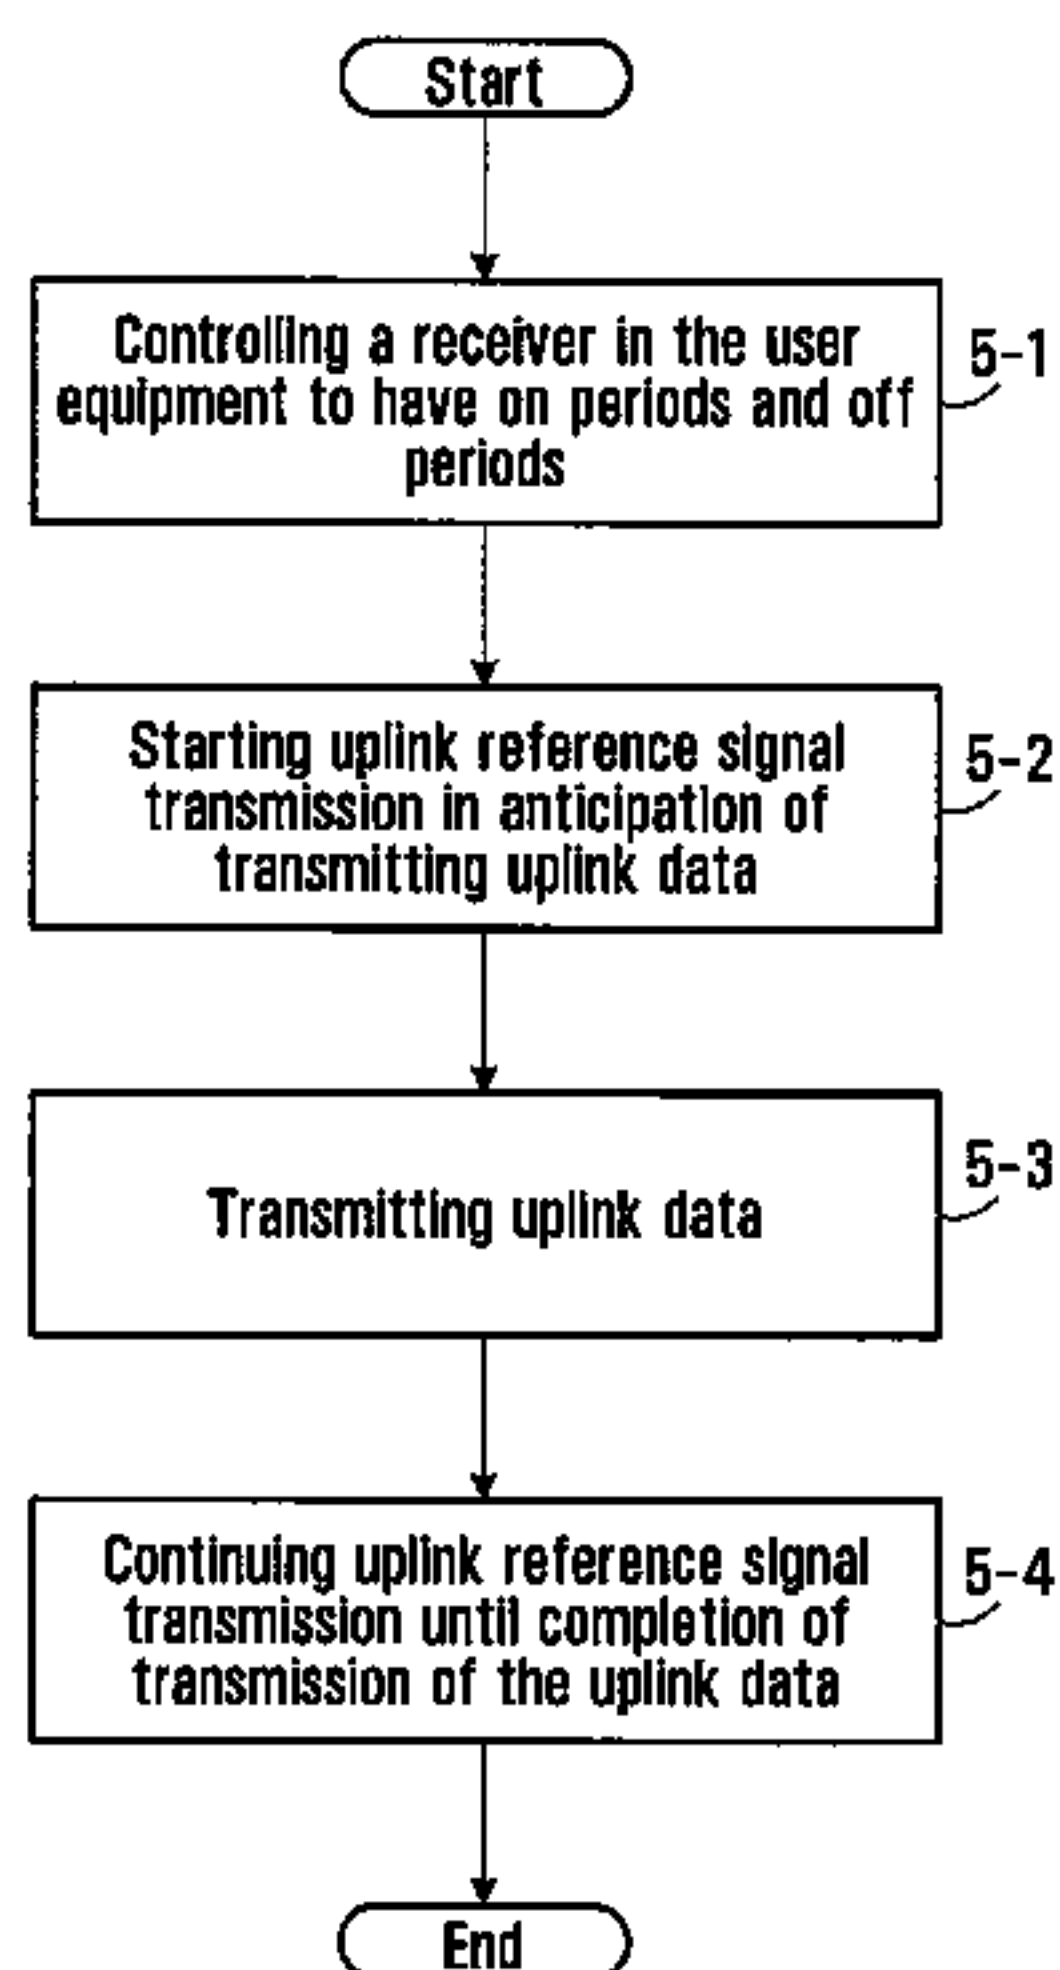 Start
Controlling a receiver in the user
equipment to have on periods and off
periods
5-1
Starting uplink reference signal
transmission in anticipation of
transmitting uplink data
5-2
Transmitting uplink data
5-3
Continuing uplink reference signal
transmission until completion of
transmission of the uplink data
5-4
End